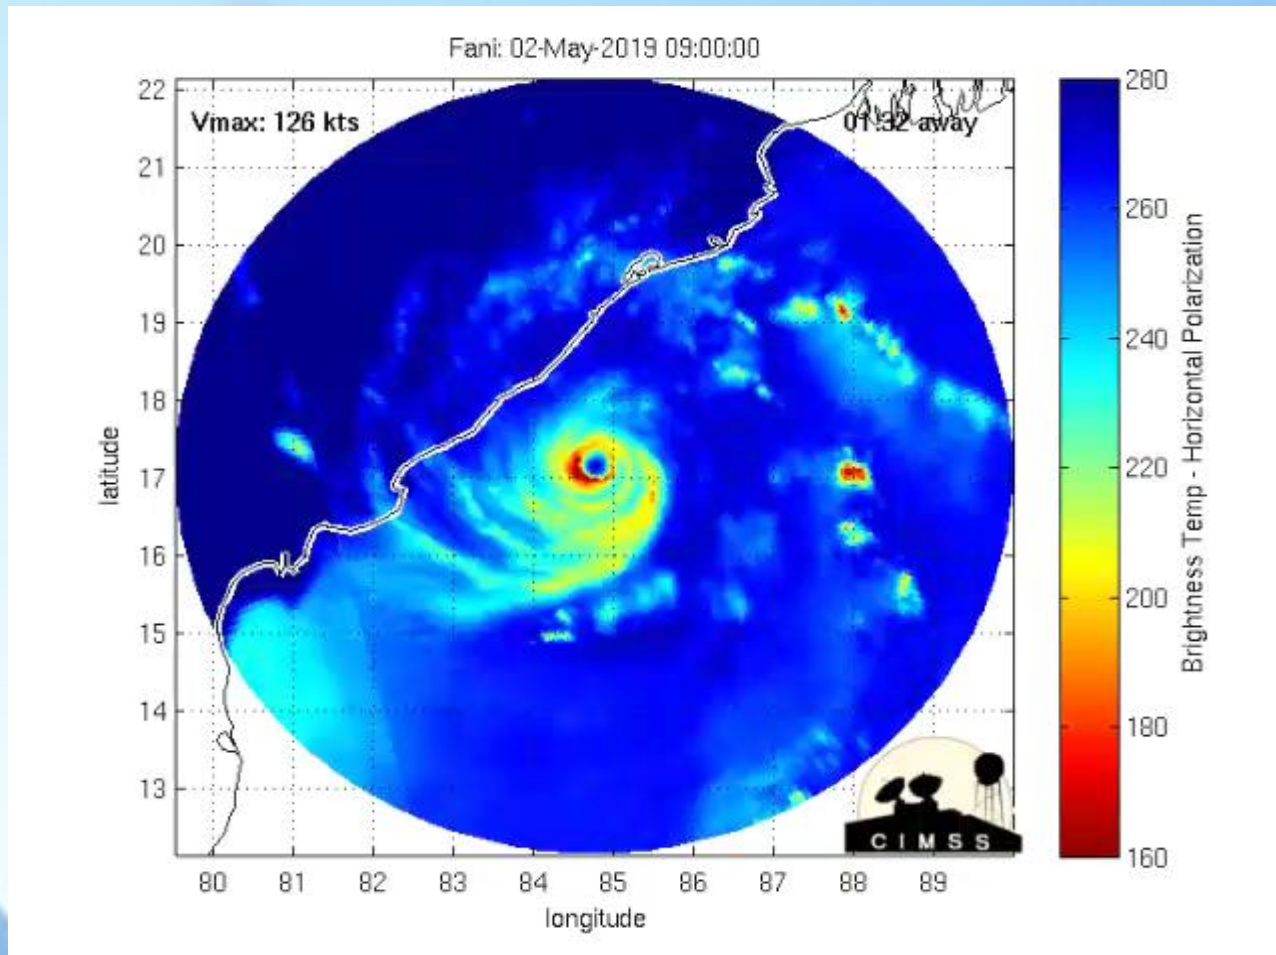 Fani: 02-May-2019 09:00:00
Vmax: 126 kts
01:32 away
22
21
20
19
18
17
16
15
14
13
latitude
80 81 82 83 84 85 86 87 88 89
longitude
280
260
240
220
200
180
160
Brightness Temp - Horizontal Polarization
CIMSS